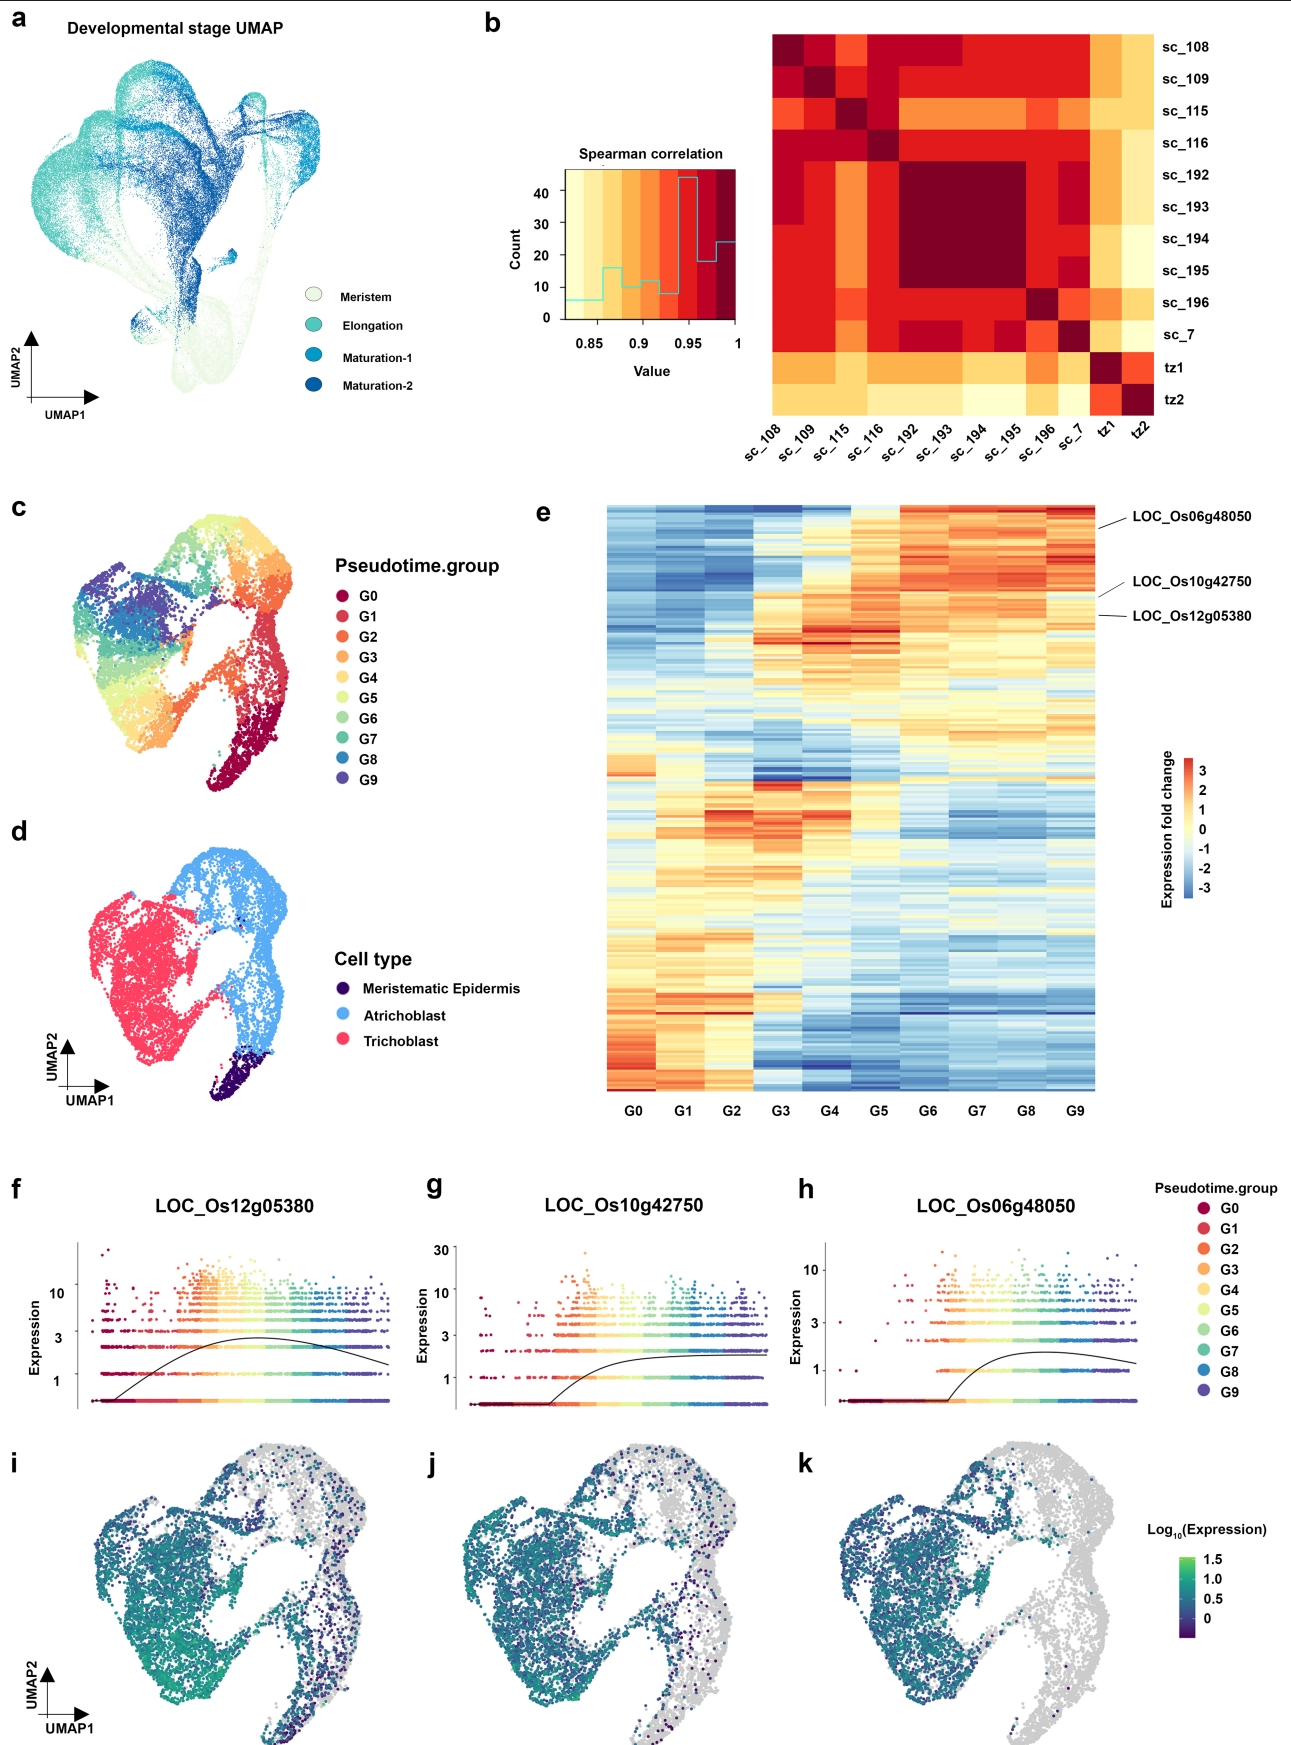 a
Developmental stage UMAP
Meristem
Elongation
Maturation-1
Maturation-2
UMAP2
UMAP1
b
Spearman correlation
Count
40
30
20
10
0
0.85
0.9
0.95
1
Value
sc_108
sc_109
sc_115
sc_116
sc_192
sc_193
sc_194
sc_195
sc_196
sc_7
tz1
tz2
sc_108
sc_109
sc_115
sc_116
sc_192
sc_193
sc_194
sc_195
sc_196
sc_7
tz1
tz2
c
Pseudotime.group
G0
G1
G2
G3
G4
G5
G6
G7
G8
G9
d
Cell type
Meristematic Epidermis
Atrichoblast
Trichoblast
UMAP2
UMAP1
e
LOC_Os06g48050
LOC_Os10g42750
LOC_Os12g05380
Expression fold change
3
2
1
0
-1
-2
-3
G0
G1
G2
G3
G4
G5
G6
G7
G8
G9
f
LOC_Os12g05380
Expression
10
3
1
g
LOC_Os10g42750
Expression
30
10
3
1
h
LOC_Os06g48050
Expression
10
3
1
Pseudotime.group
G0
G1
G2
G3
G4
G5
G6
G7
G8
G9
i
UMAP2
UMAP1
j
k
Log10(Expression)
1.5
1.0
0.5
0